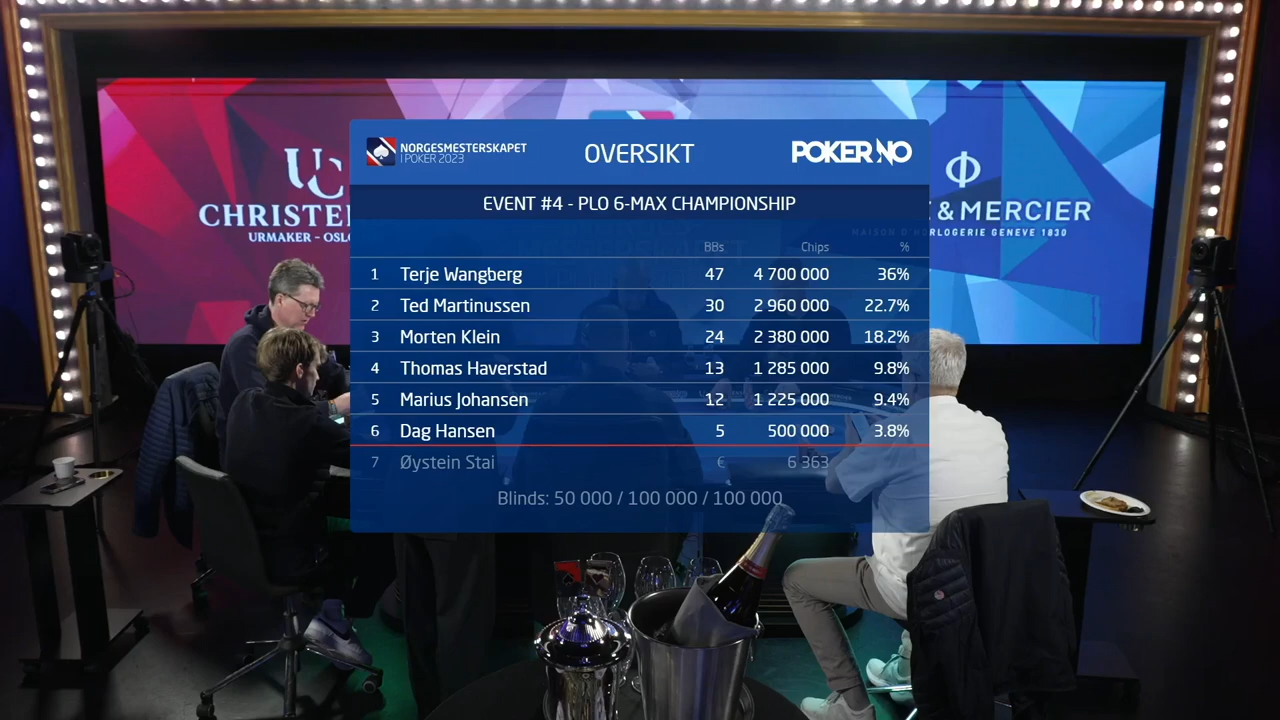 NORGESMESTERSKAPET
I POKER 2023
OVERSIKT
POKER.NO
EVENT #4 - PLO 6-MAX CHAMPIONSHIP
BBs Chips %
1 Terje Wangberg 47 4 700 000 36%
2 Ted Martinussen 30 2 960 000 22.7%
3 Morten Klein 24 2 380 000 18.2%
4 Thomas Haverstad 13 1 285 000 9.8%
5 Marius Johansen 12 1 225 000 9.4%
6 Dag Hansen 5 500 000 3.8%
7 Øystein Stai € 6 363
Blinds: 50 000 / 100 000 / 100 000
UC
CHRISTE
URMAKER - OSLO
& MERCIER
MAISON D'HORLOGERIE GENEVE 1830